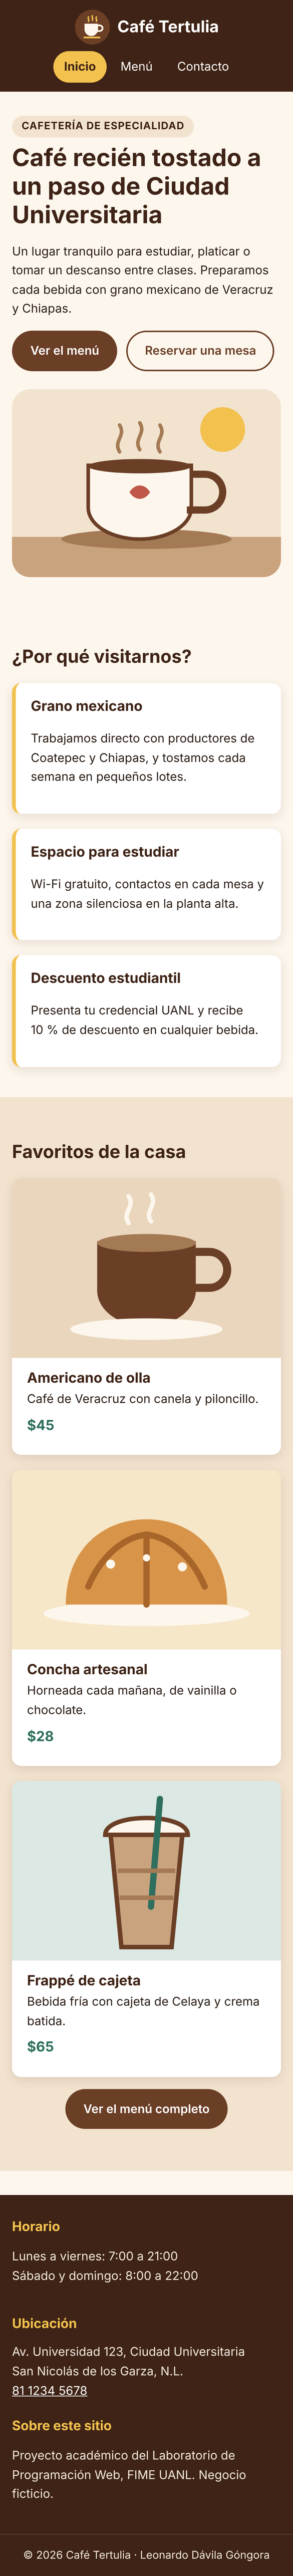 Café Tertulia
Inicio Menú Contacto
CAFETERÍA DE ESPECIALIDAD
Café recién tostado a
un paso de Ciudad
Universitaria
Un lugar tranquilo para estudiar, platicar o
tomar un descanso entre clases. Preparamos
cada bebida con grano mexicano de Veracruz
y Chiapas.
Ver el menú Reservar una mesa
¿Por qué visitarnos?
Grano mexicano
Trabajamos directo con productores de
Coatepec y Chiapas, y tostamos cada
semana en pequeños lotes.
Espacio para estudiar
Wi-Fi gratuito, contactos en cada mesa y
una zona silenciosa en la planta alta.
Descuento estudiantil
Presenta tu credencial UANL y recibe
10 % de descuento en cualquier bebida.
Favoritos de la casa
Americano de olla
Café de Veracruz con canela y piloncillo.
$45
Concha artesanal
Horneada cada mañana, de vainilla o
chocolate.
$28
Frappé de cajeta
Bebida fría con cajeta de Celaya y crema
batida.
$65
Ver el menú completo
Horario
Lunes a viernes: 7:00 a 21:00
Sábado y domingo: 8:00 a 22:00
Ubicación
Av. Universidad 123, Ciudad Universitaria
San Nicolás de los Garza, N.L.
81 1234 5678
Sobre este sitio
Proyecto académico del Laboratorio de
Programación Web, FIME UANL. Negocio
ficticio.
© 2026 Café Tertulia · Leonardo Dávila Góngora